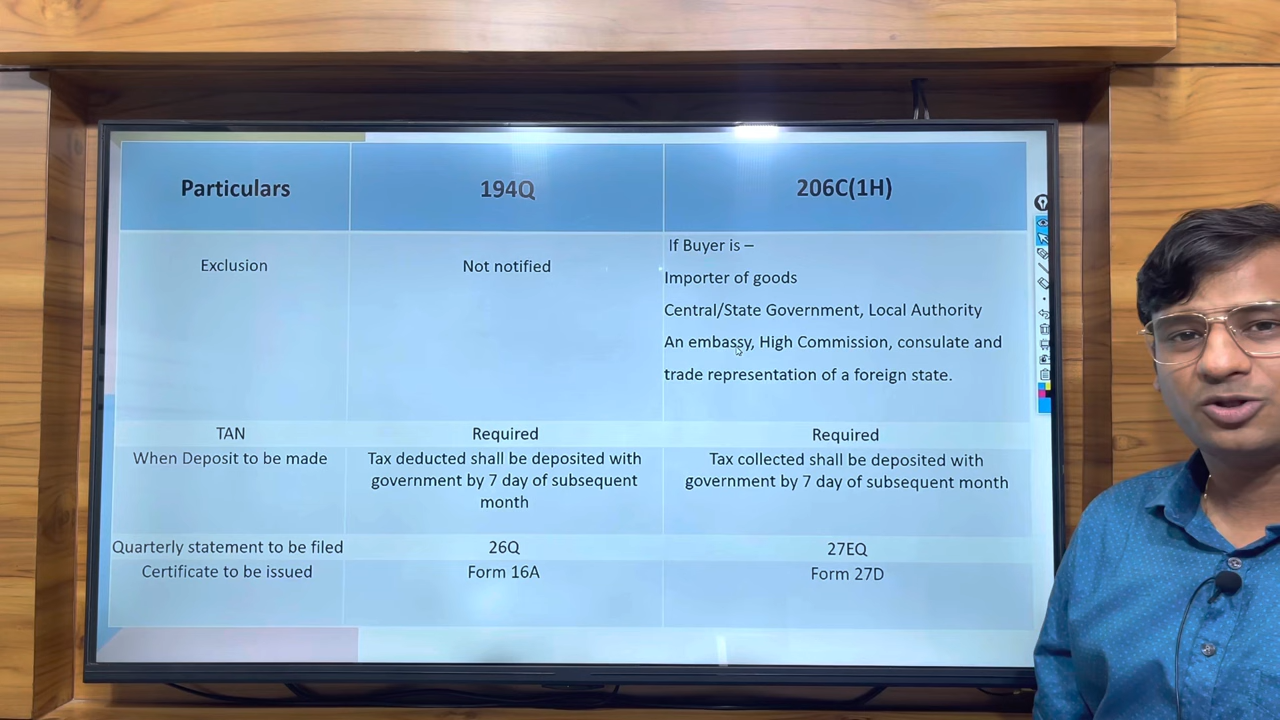 Particulars 194Q 206C(1H)
Exclusion
Not notified
If Buyer is –
Importer of goods
Central/State Government, Local Authority
An embassy, High Commission, consulate and
trade representation of a foreign state.
TAN Required Required
When Deposit to be made
Tax deducted shall be deposited with
government by 7 day of subsequent
month
Tax collected shall be deposited with
government by 7 day of subsequent month
Quarterly statement to be filed 26Q 27EQ
Certificate to be issued Form 16A Form 27D